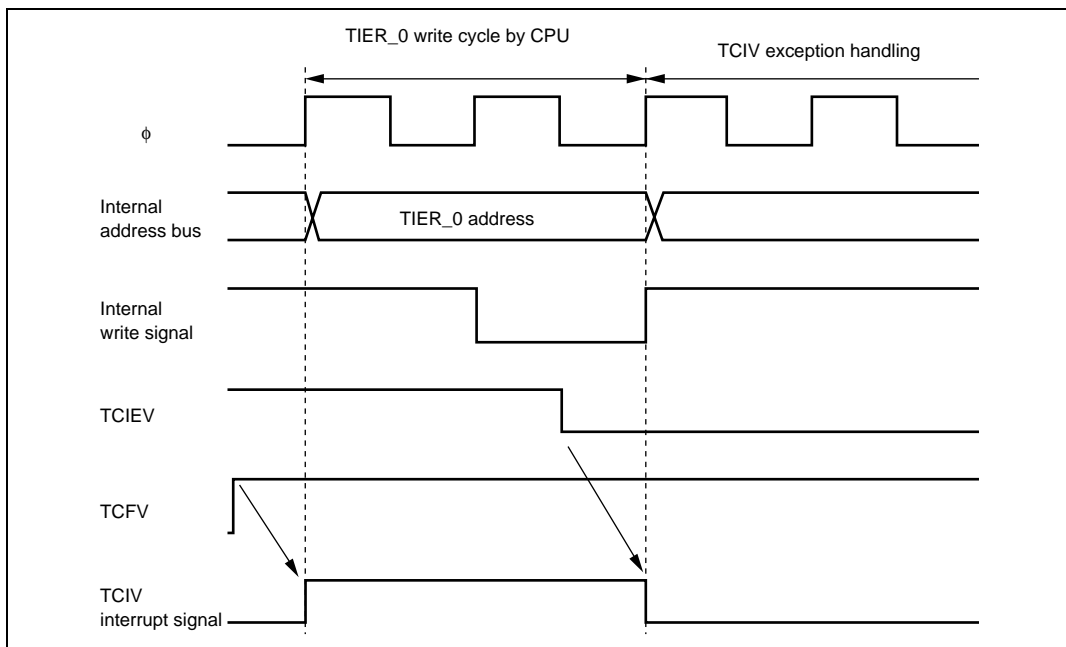 TIER_0 write cycle by CPU
TCIV exception handling
ϕ
Internal
address bus
TIER_0 address
Internal
write signal
TCIEV
TCFV
TCIV
interrupt signal